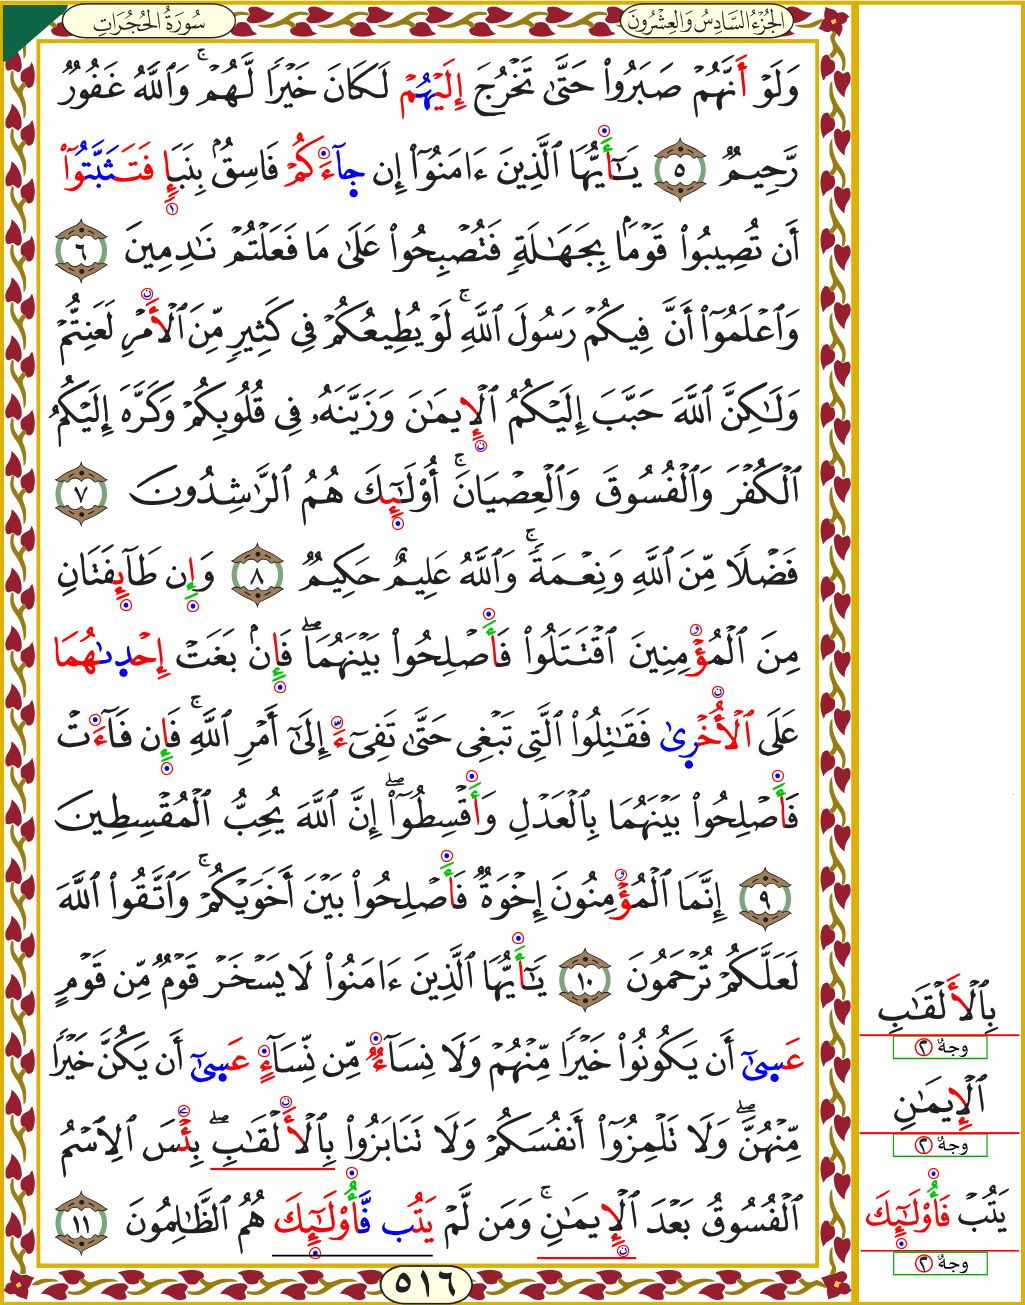 سُورَةُ الحُجُرَاتِ
الجُزْءُ السَّادِسُ وَالعِشْرُونَ
وَلَوۡ أَنَّهُمۡ صَبَرُواْ حَتَّىٰ تَخۡرُجَ إِلَيۡهُمۡ لَكَانَ خَيۡرٗا لَّهُمۡۚ وَٱللَّهُ غَفُورٞ
رَّحِيمٞ ٥ يَـٰٓأَيُّهَا ٱلَّذِينَ ءَامَنُوٓاْ إِن جَآءَكُمۡ فَاسِقُۢ بِنَبَإٖ فَتَثَبَّتُوٓاْ
أَن تُصِيبُواْ قَوۡمَۢا بِجَهَـٰلَةٖ فَتُصۡبِحُواْ عَلَىٰ مَا فَعَلۡتُمۡ نَـٰدِمِينَ ٦
وَٱعۡلَمُوٓاْ أَنَّ فِيكُمۡ رَسُولَ ٱللَّهِۚ لَوۡ يُطِيعُكُمۡ فِي كَثِيرٖ مِّنَ ٱلۡأَمۡرِ لَعَنِتُّمۡ
وَلَـٰكِنَّ ٱللَّهَ حَبَّبَ إِلَيۡكُمُ ٱلۡإِيمَـٰنَ وَزَيَّنَهُۥ فِي قُلُوبِكُمۡ وَكَرَّهَ إِلَيۡكُمُ
ٱلۡكُفۡرَ وَٱلۡفُسُوقَ وَٱلۡعِصۡيَانَۚ أُوْلَـٰٓئِكَ هُمُ ٱلرَّـٰشِدُونَ ٧
فَضۡلٗا مِّنَ ٱللَّهِ وَنِعۡمَةٗۚ وَٱللَّهُ عَلِيمٌ حَكِيمٞ ٨ وَإِن طَآئِفَتَانِ
مِنَ ٱلۡمُؤۡمِنِينَ ٱقۡتَتَلُواْ فَأَصۡلِحُواْ بَيۡنَهُمَاۖ فَإِنۢ بَغَتۡ إِحۡدَىٰهُمَا
عَلَى ٱلۡأُخۡرَىٰ فَقَـٰتِلُواْ ٱلَّتِي تَبۡغِي حَتَّىٰ تَفِيٓءَ إِلَىٰٓ أَمۡرِ ٱللَّهِۚ فَإِن فَآءَتۡ
فَأَصۡلِحُواْ بَيۡنَهُمَا بِٱلۡعَدۡلِ وَأَقۡسِطُوٓاْۖ إِنَّ ٱللَّهَ يُحِبُّ ٱلۡمُقۡسِطِينَ
٩ إِنَّمَا ٱلۡمُؤۡمِنُونَ إِخۡوَةٞ فَأَصۡلِحُواْ بَيۡنَ أَخَوَيۡكُمۡۚ وَٱتَّقُواْ ٱللَّهَ
لَعَلَّكُمۡ تُرۡحَمُونَ ١٠ يَـٰٓأَيُّهَا ٱلَّذِينَ ءَامَنُواْ لَا يَسۡخَرۡ قَوۡمٞ مِّن قَوۡمٍ
عَسَىٰٓ أَن يَكُونُواْ خَيۡرٗا مِّنۡهُمۡ وَلَا نِسَآءٞ مِّن نِّسَآءٍ عَسَىٰٓ أَن يَكُنَّ خَيۡرٗا
مِّنۡهُنَّۖ وَلَا تَلۡمِزُوٓاْ أَنفُسَكُمۡ وَلَا تَنَابَزُواْ بِٱلۡأَلۡقَـٰبِۖ بِئۡسَ ٱلِٱسۡمُ
ٱلۡفُسُوقُ بَعۡدَ ٱلۡإِيمَـٰنِۚ وَمَن لَّمۡ يَتُب فَّأُوْلَـٰٓئِكَ هُمُ ٱلظَّـٰلِمُونَ ١١
٥١٦
بِٱلۡأَلۡقَـٰبِ
وجهٌ ٢
ٱلۡإِيمَـٰنِ
وجهٌ ٢
يَتُبۡ فَأُوْلَـٰٓئِكَ
وجهٌ ٢